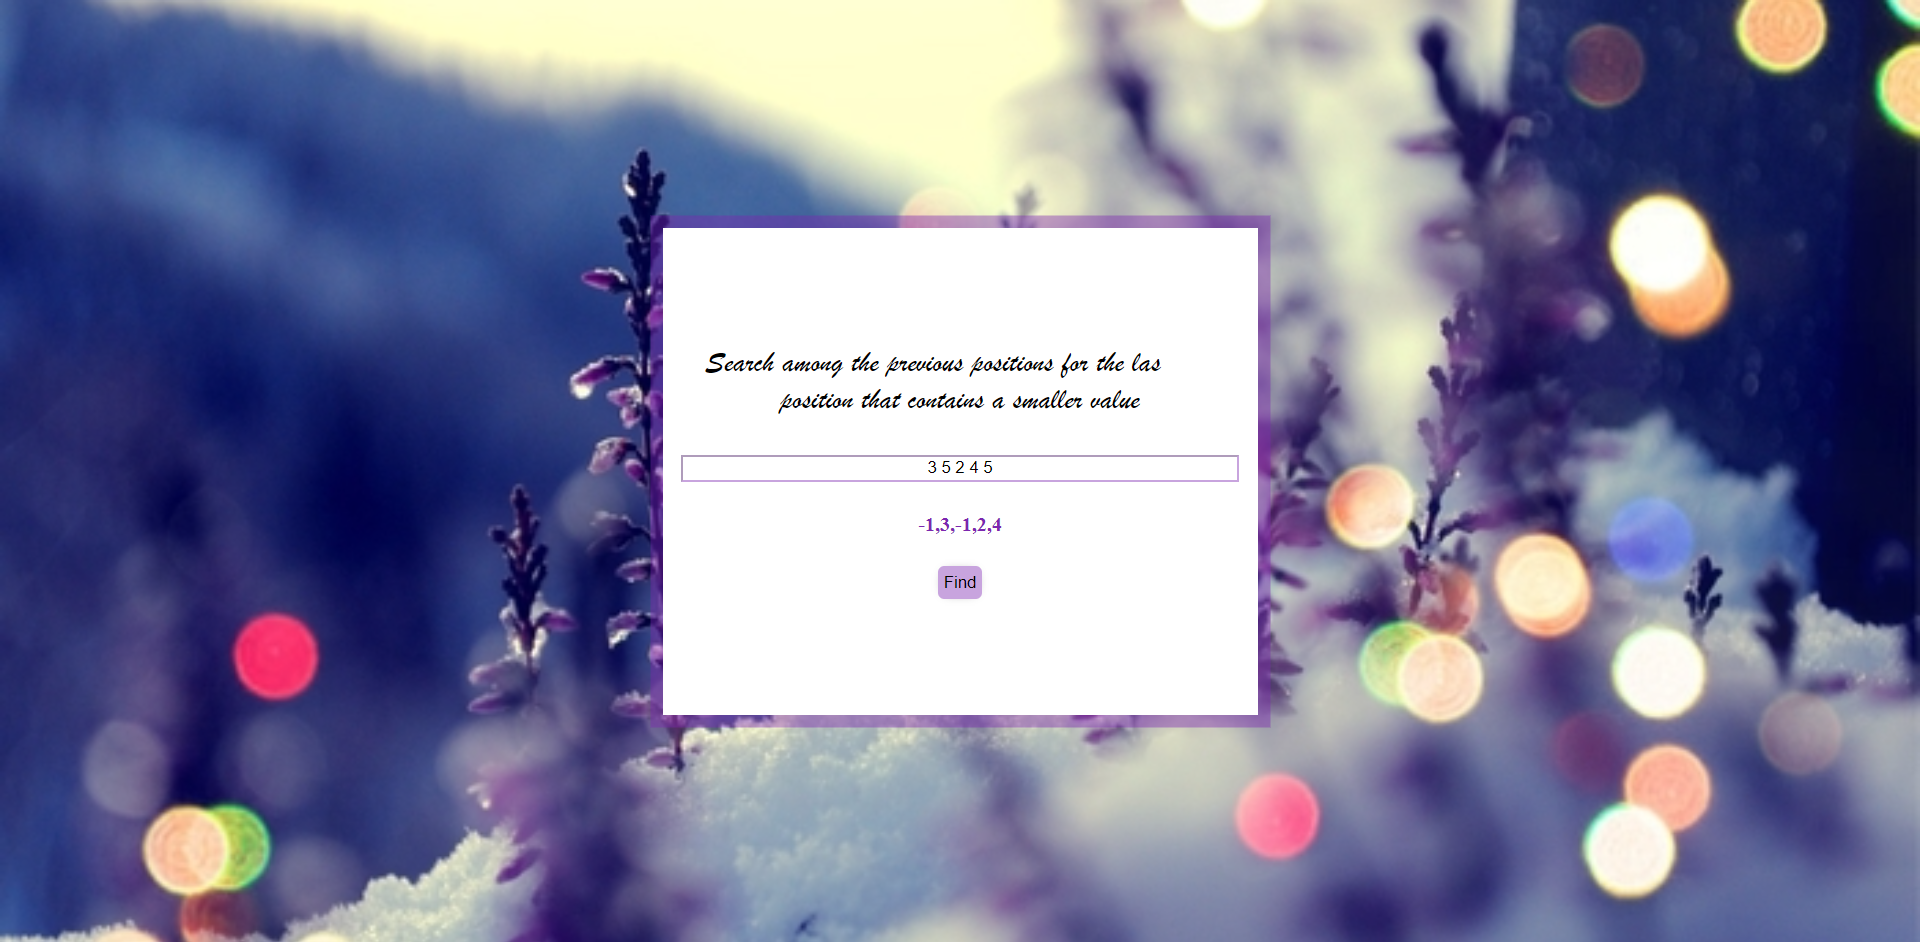 Search among the previous positions for the las
position that contains a smaller value
3 5 2 4 5
-1,3,-1,2,4
Find